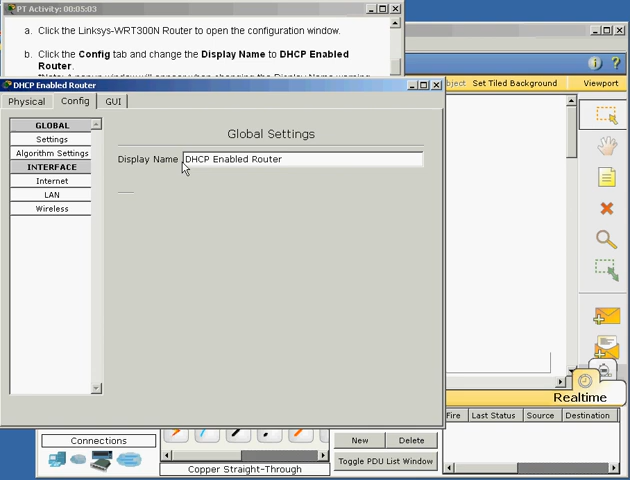 PT Activity: 00:05:03
a. Click the Linksys-WRT300N Router to open the configuration window.
b. Click the Config tab and change the Display Name to DHCP Enabled
Router.
DHCP Enabled Router
Physical Config GUI
GLOBAL
Settings
Algorithm Settings
INTERFACE
Internet
LAN
Wireless
Global Settings
Display Name DHCP Enabled Router
bject Set Tiled Background Viewport
Realtime
Fire Last Status Source Destination
Connections
Copper Straight-Through
New Delete
Toggle PDU List Window